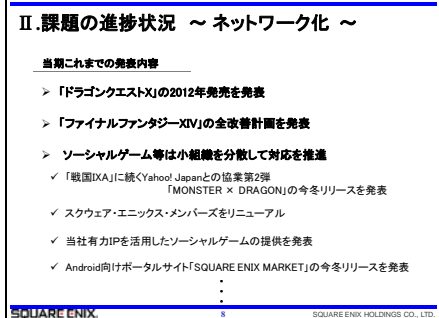 Ⅱ.課題の進捗状況 ～ ネットワーク化 ～
当期これまでの発表内容
➢ 「ドラゴンクエストX」の2012年発売を発表
➢ 「ファイナルファンタジーXIV」の全改善計画を発表
➢ ソーシャルゲーム等は小組織を分散して対応を推進
✓ 「戦国IXA」に続くYahoo! Japanとの協業第2弾
「MONSTER × DRAGON」の今冬リリースを発表
✓ スクウェア・エニックス・メンバーズをリニューアル
✓ 当社有力IPを活用したソーシャルゲームの提供を発表
✓ Android向けポータルサイト「SQUARE ENIX MARKET」の今冬リリースを発表
・
・
・
SQUARE ENIX.
8
SQUARE ENIX HOLDINGS CO., LTD.